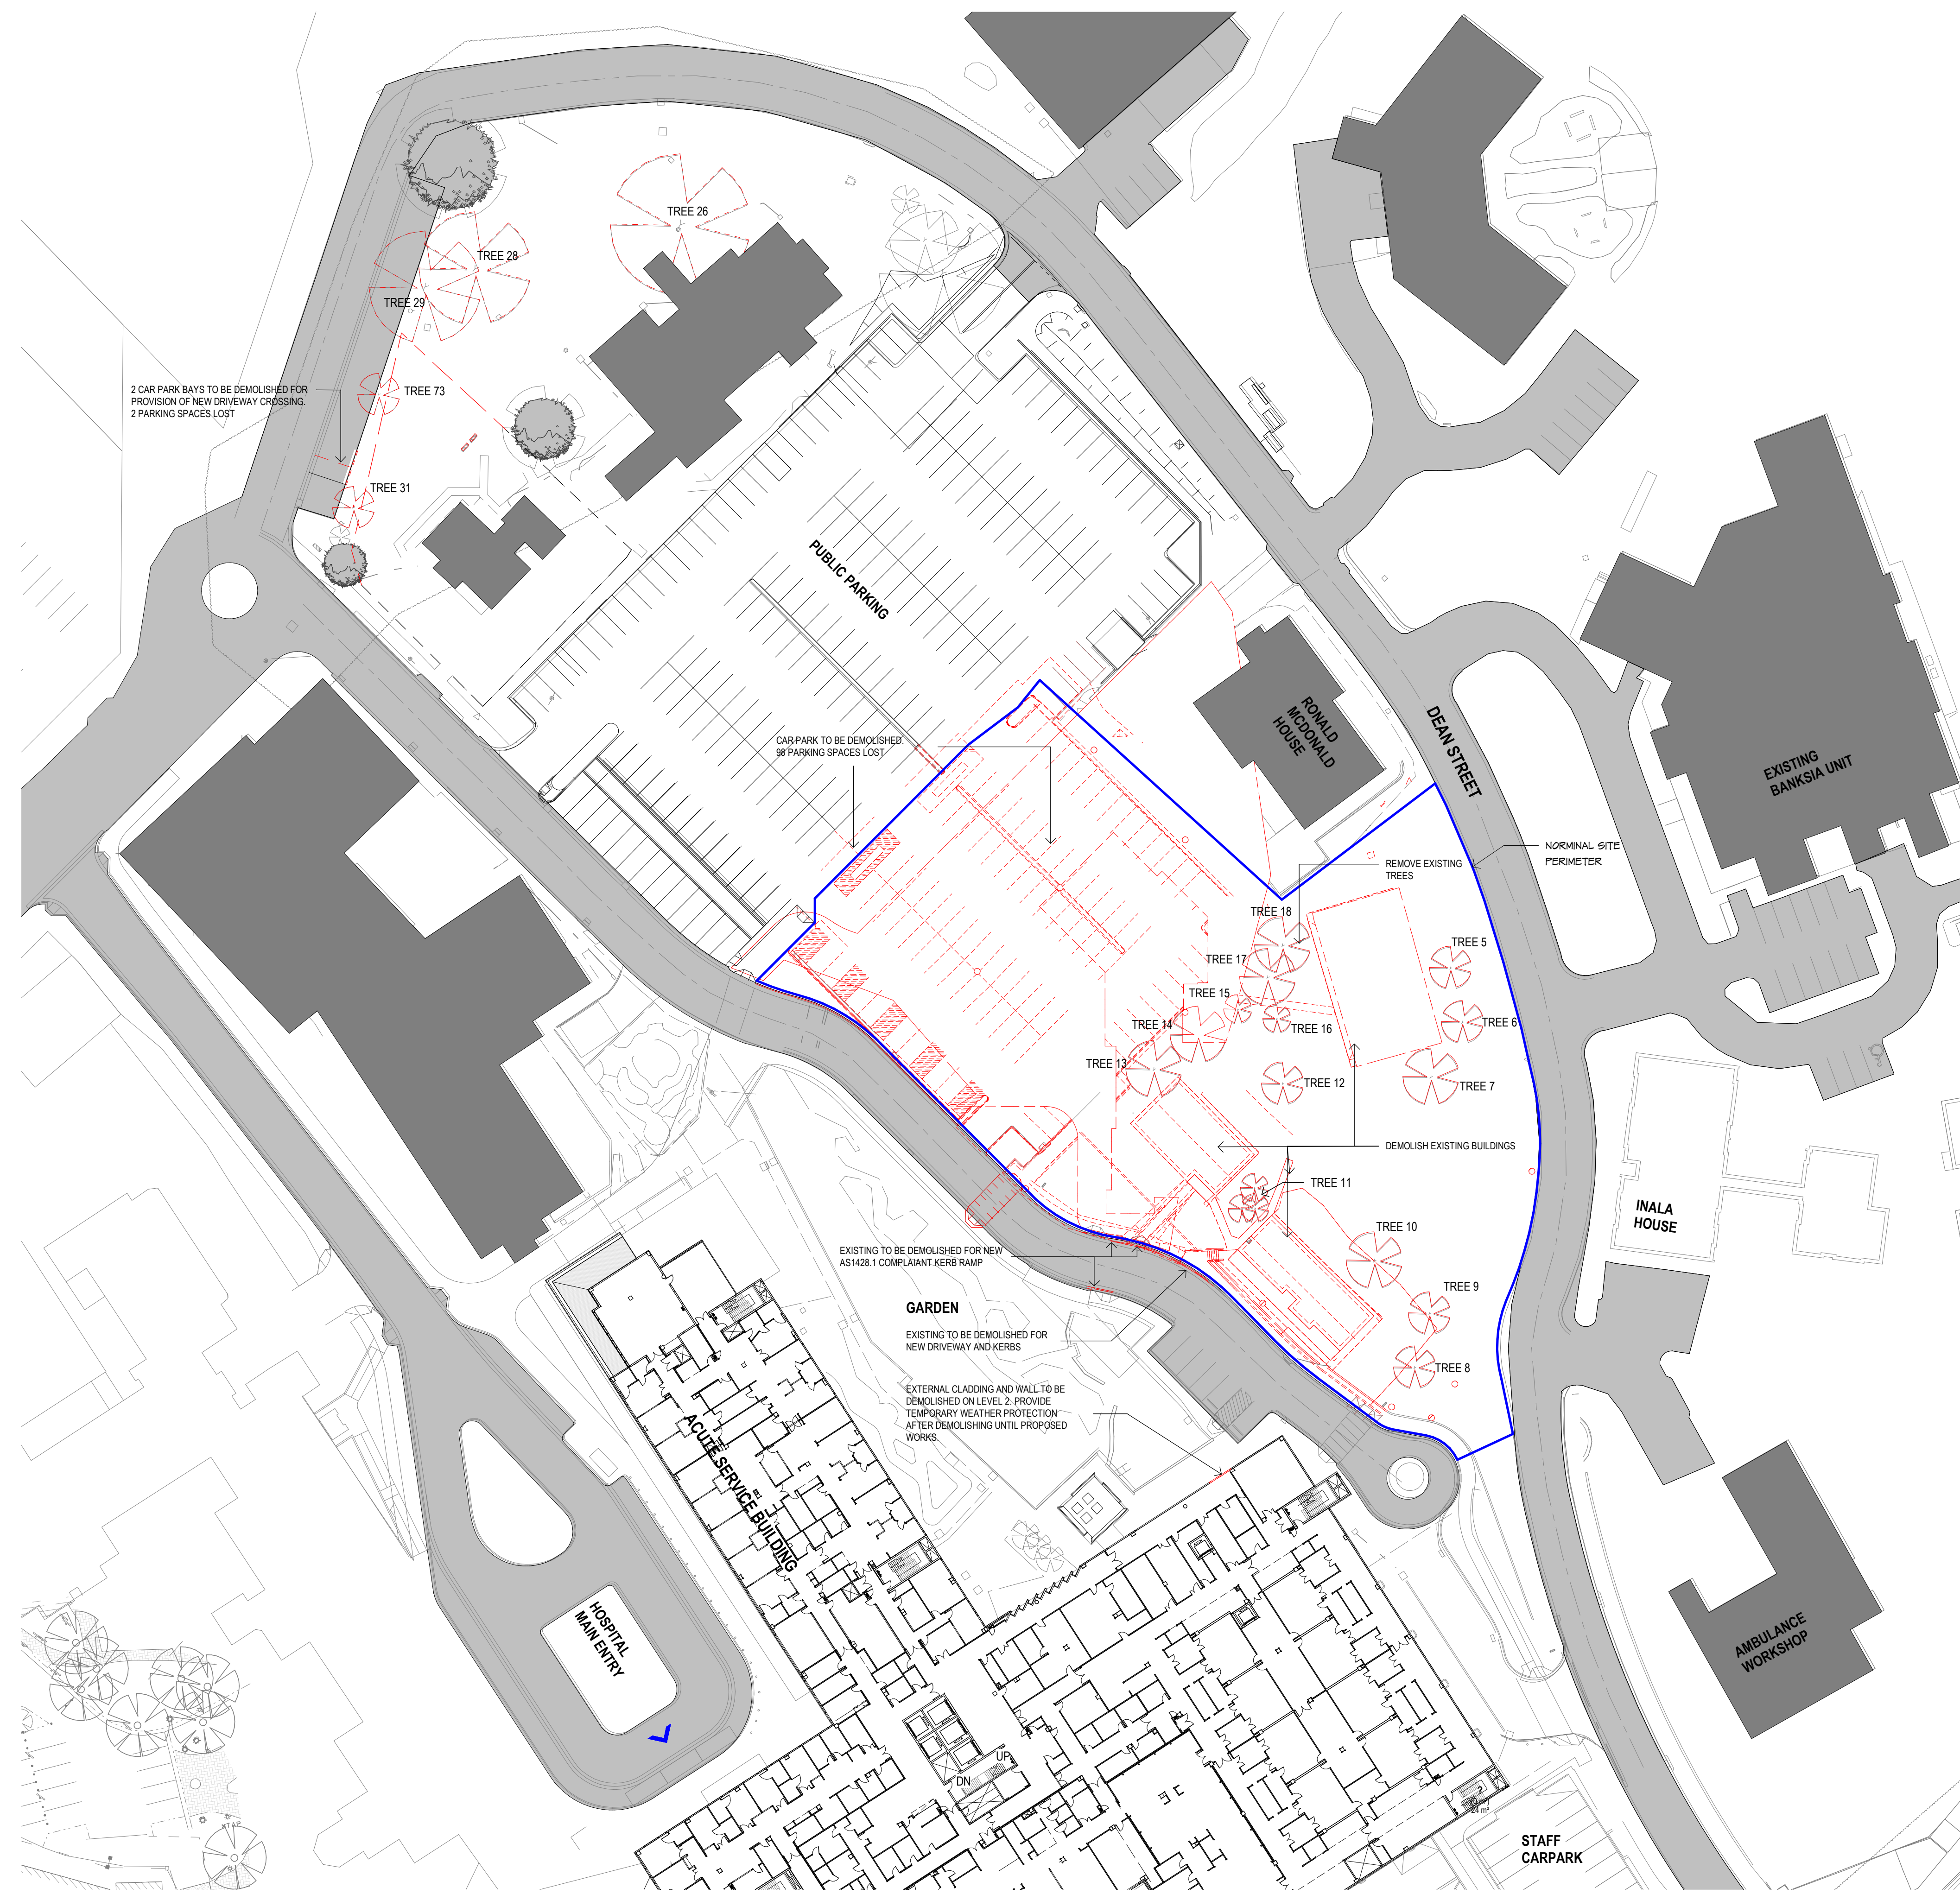 TREE 26
TREE 28
TREE 29
2 CAR PARK BAYS TO BE DEMOLISHED FOR
PROVISION OF NEW DRIVEWAY CROSSING.
2 PARKING SPACES LOST
TREE 73
TREE 31
PUBLIC PARKING
RONALD
MCDONALD
HOUSE
DEAN STREET
EXISTING
BANKSIA UNIT
CAR PARK TO BE DEMOLISHED.
98 PARKING SPACES LOST
NORMINAL SITE
PERIMETER
REMOVE EXISTING
TREES
TREE 18
TREE 5
TREE 17
TREE 15
TREE 16
TREE 6
TREE 14
TREE 13
TREE 12
TREE 7
DEMOLISH EXISTING BUILDINGS
TREE 11
INALA
HOUSE
TREE 10
EXISTING TO BE DEMOLISHED FOR NEW
AS1428.1 COMPLAIANT KERB RAMP
TREE 9
GARDEN
EXISTING TO BE DEMOLISHED FOR
NEW DRIVEWAY AND KERBS
TREE 8
EXTERNAL CLADDING AND WALL TO BE
DEMOLISHED ON LEVEL 2. PROVIDE
TEMPORARY WEATHER PROTECTION
AFTER DEMOLISHING UNTIL PROPOSED
WORKS.
ACUTE SERVICE BUILDING
HOSPITAL
MAIN ENTRY
AMBULANCE
WORKSHOP
UP
DN
24 m²
STAFF
CARPARK